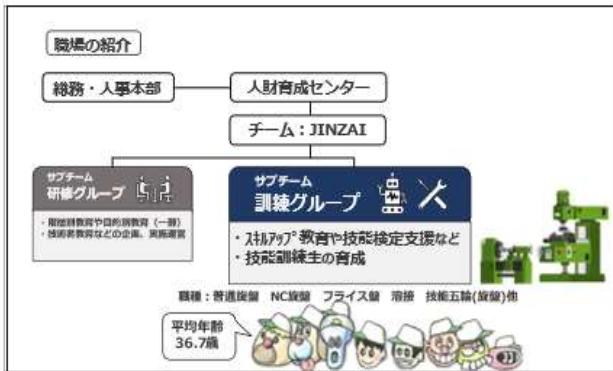 職場の紹介
総務・人事本部
人財育成センター
チーム：JINZAI
サブチーム
研修グループ
・階層別教育や目的別教育（一部）
・技術者教育などの企画、実施運営
サブチーム
訓練グループ
・スキルアップ教育や技能検定支援など
・技能訓練生の育成
職種：普通旋盤　NC旋盤　フライス盤　溶接　技能五輪(旋盤)他
平均年齢
36.7歳